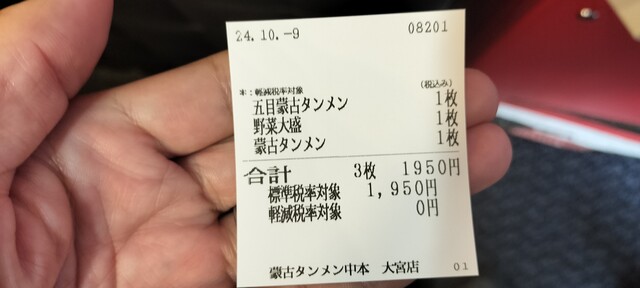 24.10.-9 08201
*:軽減税率対象 (税込み)
五目蒙古タンメン 1枚
野菜大盛 1枚
蒙古タンメン 1枚
合計 3枚 1950円
標準税率対象 1,950円
軽減税率対象 0円
蒙古タンメン中本 大宮店 01